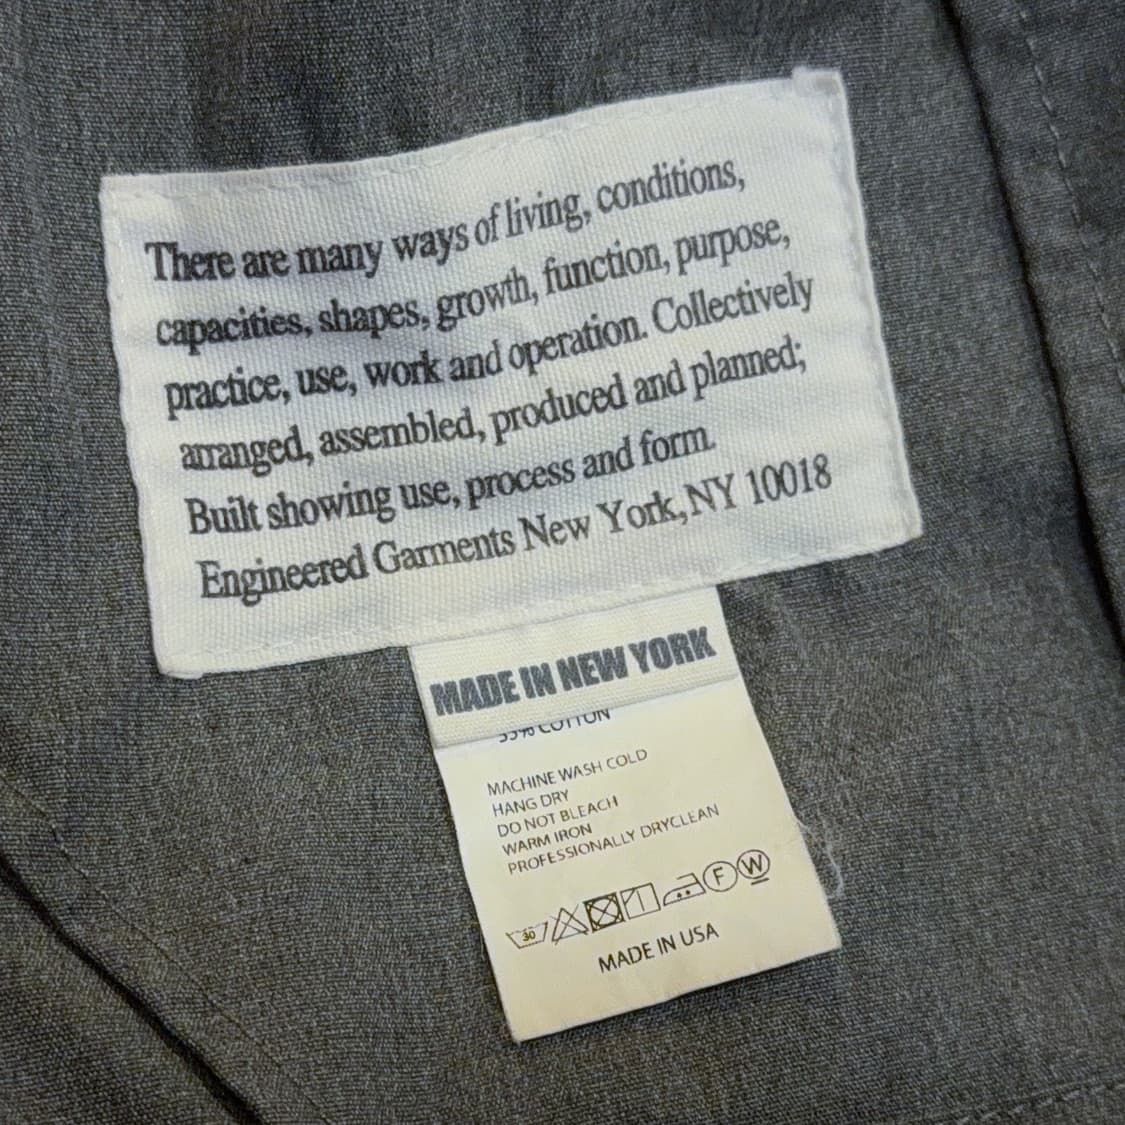 There are many ways of living, conditions,
capacities, shapes, growth, function, purpose,
practice, use, work and operation. Collectively
arranged, assembled, produced and planned;
Built showing use, process and form.
Engineered Garments New York, NY 10018
MADE IN NEW YORK
COTTON
MACHINE WASH COLD
HANG DRY
DO NOT BLEACH
WARM IRON
PROFESSIONALLY DRYCLEAN
30 F W
MADE IN USA